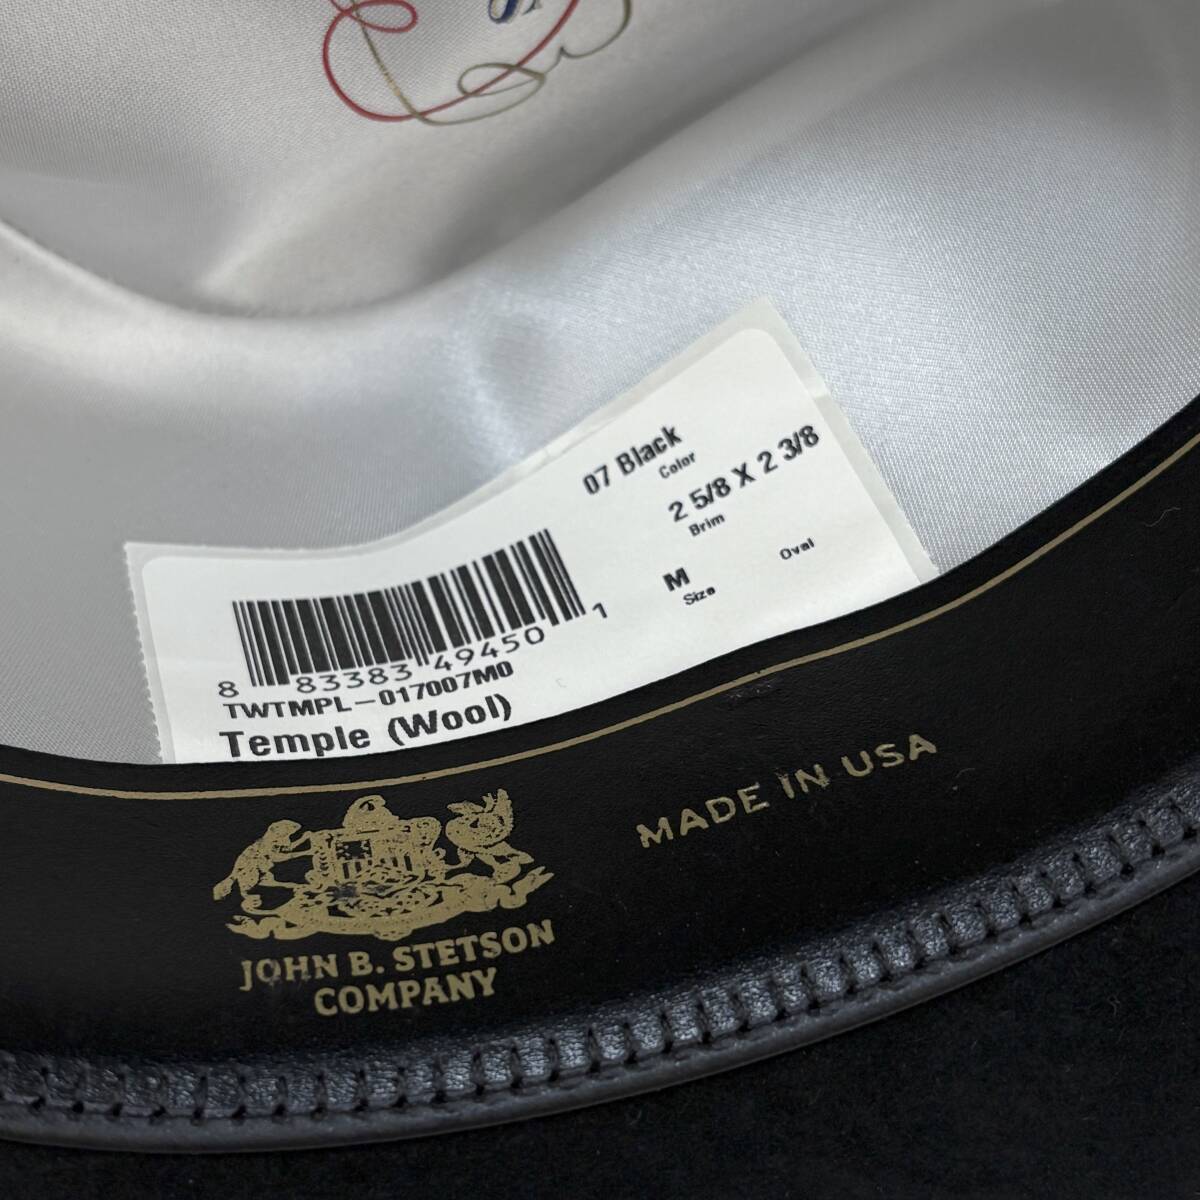 07 Black
Color
2 5/8 X 2 3/8
Brim
M
Size
Oval
8 83383 49450 1
TWTMPL-017007M0
Temple (Wool)
MADE IN USA
JOHN B. STETSON
COMPANY